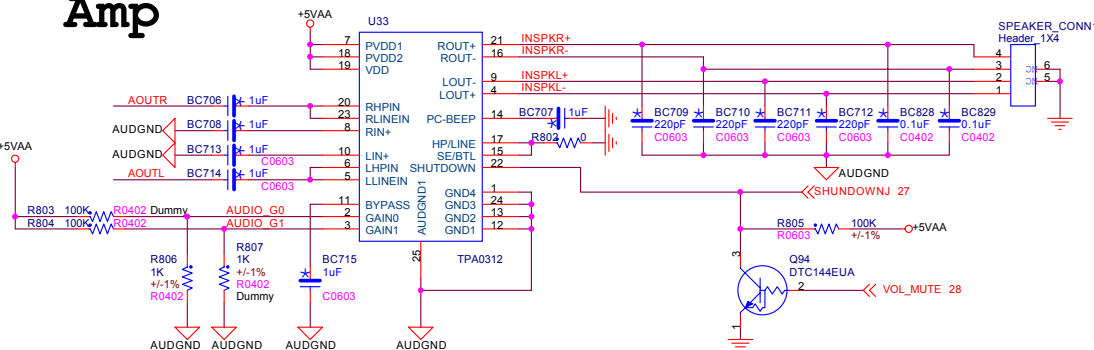 Amp
+5VAA
U33
SPEAKER_CONN1
Header_1X4
7 PVDD1 ROUT+ 21 INSPKR+
18 PVDD2 ROUT- 16 INSPKR-
19 VDD
LOUT- 9 INSPKL+
LOUT+ 4 INSPKL-
4
3
2
1
NC 6
NC 5
AOUTR BC706 1uF 20 RHPIN
23 RLINEIN
AUDGND BC708 1uF 8 RIN+
AUDGND BC713 1uF 10 LIN+
C0603
6 LHPIN
AOUTL BC714 1uF 5 LLINEIN
C0603
PC-BEEP 14 BC707 1uF
HP/LINE 17 R802 0
SE/BTL 15
SHUTDOWN 22
BC709 BC710 BC711 BC712 BC828 BC829
220pF 220pF 220pF 220pF 0.1uF 0.1uF
C0603 C0603 C0603 C0603 C0402 C0402
AUDGND
+5VAA
11 BYPASS
R803 100K R0402 Dummy AUDIO_G0 2 GAIN0
R804 100K R0402 AUDIO_G1 3 GAIN1
AUDGND1
25
GND4 1
GND3 24
GND2 13
GND1 12
TPA0312
SHUNDOWNJ 27
R805 100K +5VAA
R0603 +/-1%
R806
1K
+/-1%
R0402
R807
1K
+/-1%
R0402
Dummy
BC715
1uF
C0603
3
Q94
DTC144EUA
2 VOL_MUTE 28
1
AUDGND AUDGND AUDGND AUDGND